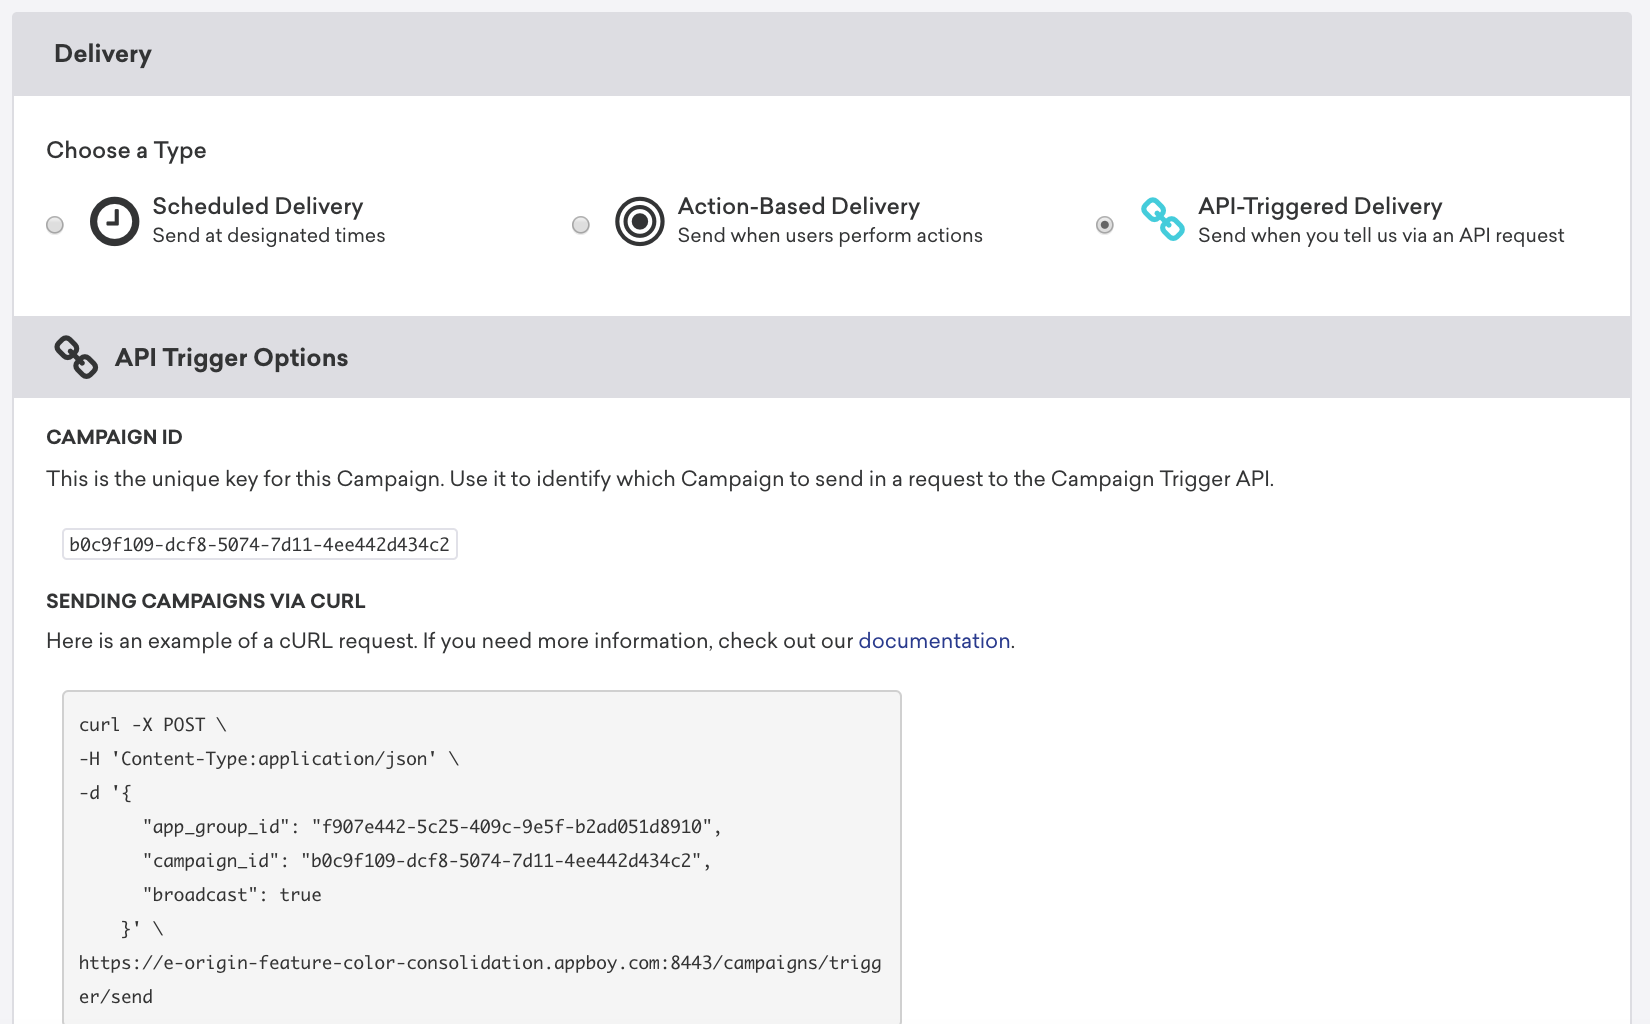 Delivery
Choose a Type
Scheduled Delivery
Send at designated times
Action-Based Delivery
Send when users perform actions
API-Triggered Delivery
Send when you tell us via an API request
API Trigger Options
CAMPAIGN ID
This is the unique key for this Campaign. Use it to identify which Campaign to send in a request to the Campaign Trigger API.
b0c9f109-dcf8-5074-7d11-4ee442d434c2
SENDING CAMPAIGNS VIA CURL
Here is an example of a cURL request. If you need more information, check out our documentation.
curl -X POST \
-H 'Content-Type:application/json' \
-d '{
"app_group_id": "f907e442-5c25-409c-9e5f-b2ad051d8910",
"campaign_id": "b0c9f109-dcf8-5074-7d11-4ee442d434c2",
"broadcast": true
}' \
https://e-origin-feature-color-consolidation.appboy.com:8443/campaigns/trigg
er/send